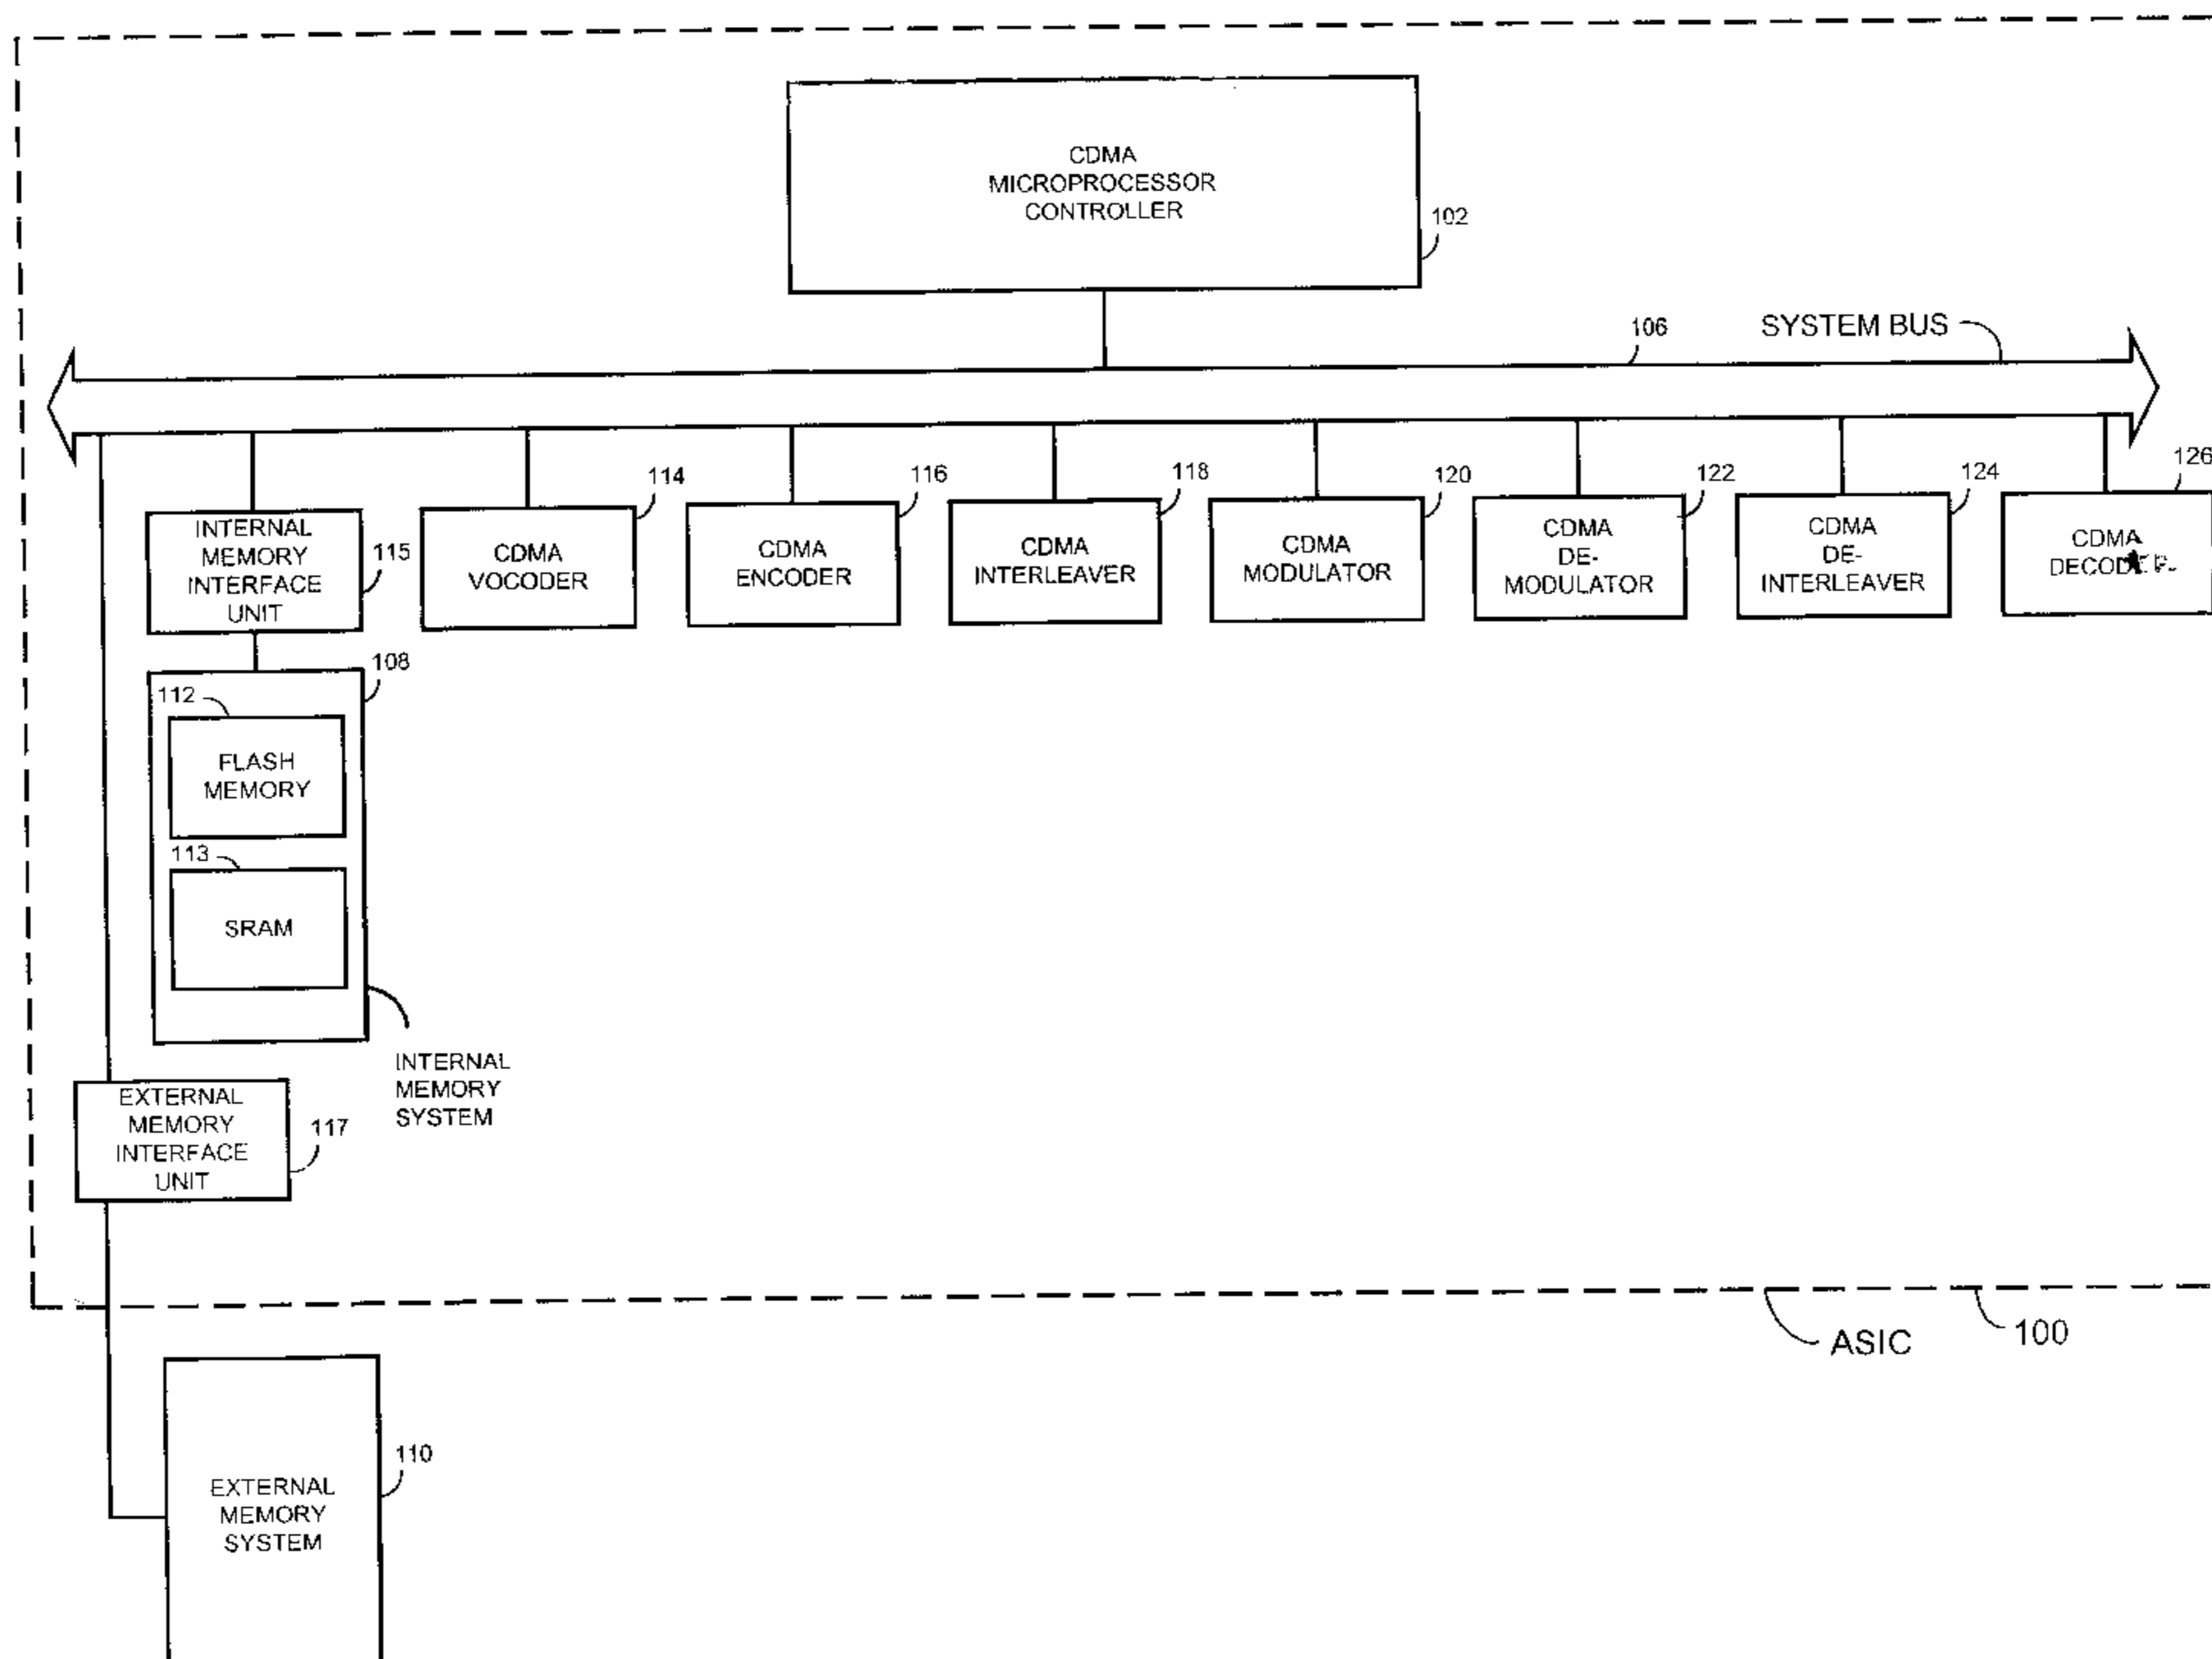 CDMA
MICROPROCESSOR
CONTROLLER
102
106
SYSTEM BUS
114
116
118
120
122
124
126
INTERNAL
MEMORY
INTERFACE
UNIT
115
CDMA
VOCODER
CDMA
ENCODER
CDMA
INTERLEAVER
CDMA
MODULATOR
CDMA
DE-
MODULATOR
CDMA
DE-
INTERLEAVER
CDMA
DECODER
108
112
FLASH
MEMORY
113
SRAM
INTERNAL
MEMORY
SYSTEM
EXTERNAL
MEMORY
INTERFACE
UNIT
117
ASIC
100
110
EXTERNAL
MEMORY
SYSTEM